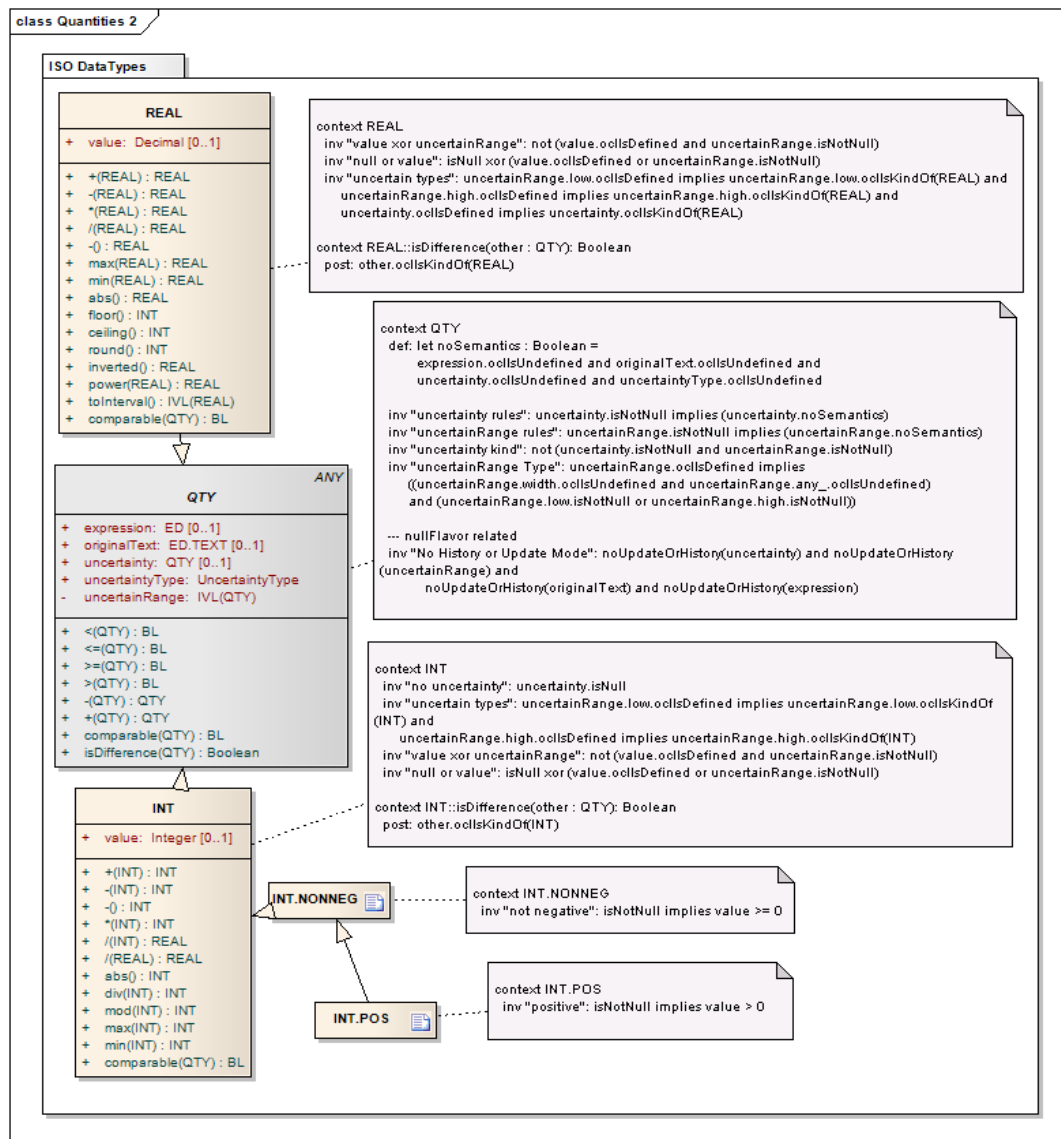 class Quantities 2
ISO DataTypes
REAL
+ value: Decimal [0..1]
+ +(REAL) : REAL
+ -(REAL) : REAL
+ *(REAL) : REAL
+ /(REAL) : REAL
+ -() : REAL
+ max(REAL) : REAL
+ min(REAL) : REAL
+ abs() : REAL
+ floor() : INT
+ ceiling() : INT
+ round() : INT
+ inverted() : REAL
+ power(REAL) : REAL
+ toInterval() : IVL(REAL)
+ comparable(QTY) : BL
context REAL
inv "value xor uncertainRange": not (value.oclIsDefined and uncertainRange.isNotNull)
inv "null or value": isNull xor (value.oclIsDefined or uncertainRange.isNotNull)
inv "uncertain types": uncertainRange.low.oclIsDefined implies uncertainRange.low.oclIsKindOf(REAL) and
uncertainRange.high.oclIsDefined implies uncertainRange.high.oclIsKindOf(REAL) and
uncertainty.oclIsDefined implies uncertainty.oclIsKindOf(REAL)
context REAL::isDifference(other : QTY): Boolean
post: other.oclIsKindOf(REAL)
ANY
QTY
+ expression: ED [0..1]
+ originalText: ED.TEXT [0..1]
+ uncertainty: QTY [0..1]
+ uncertaintyType: UncertaintyType
- uncertainRange: IVL(QTY)
+ <(QTY) : BL
+ <=(QTY) : BL
+ >=(QTY) : BL
+ >(QTY) : BL
+ -(QTY) : QTY
+ +(QTY) : QTY
+ comparable(QTY) : BL
+ isDifference(QTY) : Boolean
context QTY
def: let noSemantics : Boolean =
expression.oclIsUndefined and originalText.oclIsUndefined and
uncertainty.oclIsUndefined and uncertaintyType.oclIsUndefined
inv "uncertainty rules": uncertainty.isNotNull implies (uncertainty.noSemantics)
inv "uncertainRange rules": uncertainRange.isNotNull implies (uncertainRange.noSemantics)
inv "uncertainty kind": not (uncertainty.isNotNull and uncertainRange.isNotNull)
inv "uncertainRange Type": uncertainRange.oclIsDefined implies
((uncertainRange.width.oclIsUndefined and uncertainRange.any_.oclIsUndefined)
and (uncertainRange.low.isNotNull or uncertainRange.high.isNotNull))
--- nullFlavor related
inv "No History or Update Mode": noUpdateOrHistory(uncertainty) and noUpdateOrHistory
(uncertainRange) and
noUpdateOrHistory(originalText) and noUpdateOrHistory(expression)
INT
+ value: Integer [0..1]
+ +(INT) : INT
+ -(INT) : INT
+ -() : INT
+ *(INT) : INT
+ /(INT) : REAL
+ /(REAL) : REAL
+ abs() : INT
+ div(INT) : INT
+ mod(INT) : INT
+ max(INT) : INT
+ min(INT) : INT
+ comparable(QTY) : BL
context INT
inv "no uncertainty": uncertainty.isNull
inv "uncertain types": uncertainRange.low.oclIsDefined implies uncertainRange.low.oclIsKindOf
(INT) and
uncertainRange.high.oclIsDefined implies uncertainRange.high.oclIsKindOf(INT)
inv "value xor uncertainRange": not (value.oclIsDefined and uncertainRange.isNotNull)
inv "null or value": isNull xor (value.oclIsDefined or uncertainRange.isNotNull)
context INT::isDifference(other : QTY): Boolean
post: other.oclIsKindOf(INT)
INT.NONNEG
context INT.NONNEG
inv "not negative": isNotNull implies value >= 0
INT.POS
context INT.POS
inv "positive": isNotNull implies value > 0